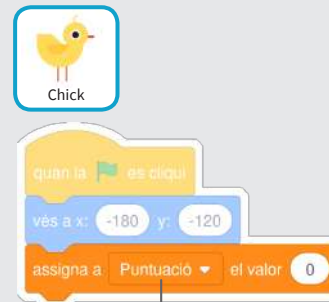 Chick
quan la es cliqui
vés a x: -180 y: -120
assigna a Puntuació el valor 0